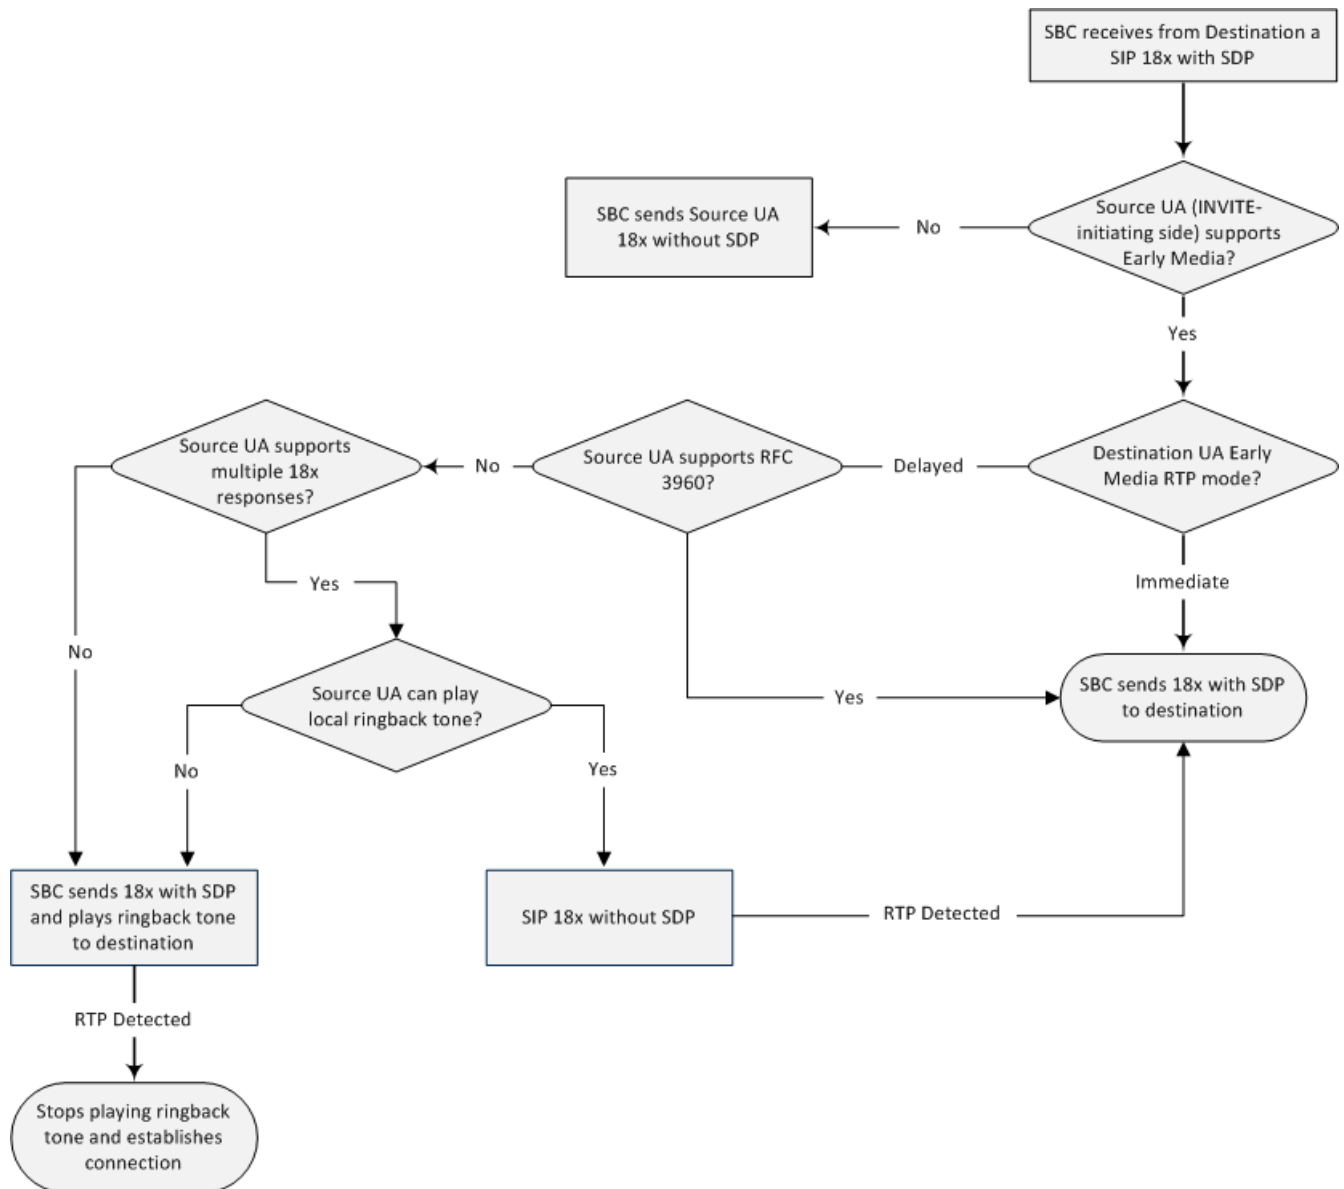 SBC receives from Destination a
SIP 18x with SDP
SBC sends Source UA
18x without SDP
No
Source UA (INVITE-
initiating side) supports
Early Media?
Yes
Source UA supports
multiple 18x
responses?
No
Source UA supports RFC
3960?
Delayed
Destination UA Early
Media RTP mode?
Yes
Immediate
No
Source UA can play
local ringback tone?
Yes
SBC sends 18x with SDP
to destination
No
Yes
SBC sends 18x with SDP
and plays ringback tone
to destination
SIP 18x without SDP
RTP Detected
RTP Detected
Stops playing ringback
tone and establishes
connection